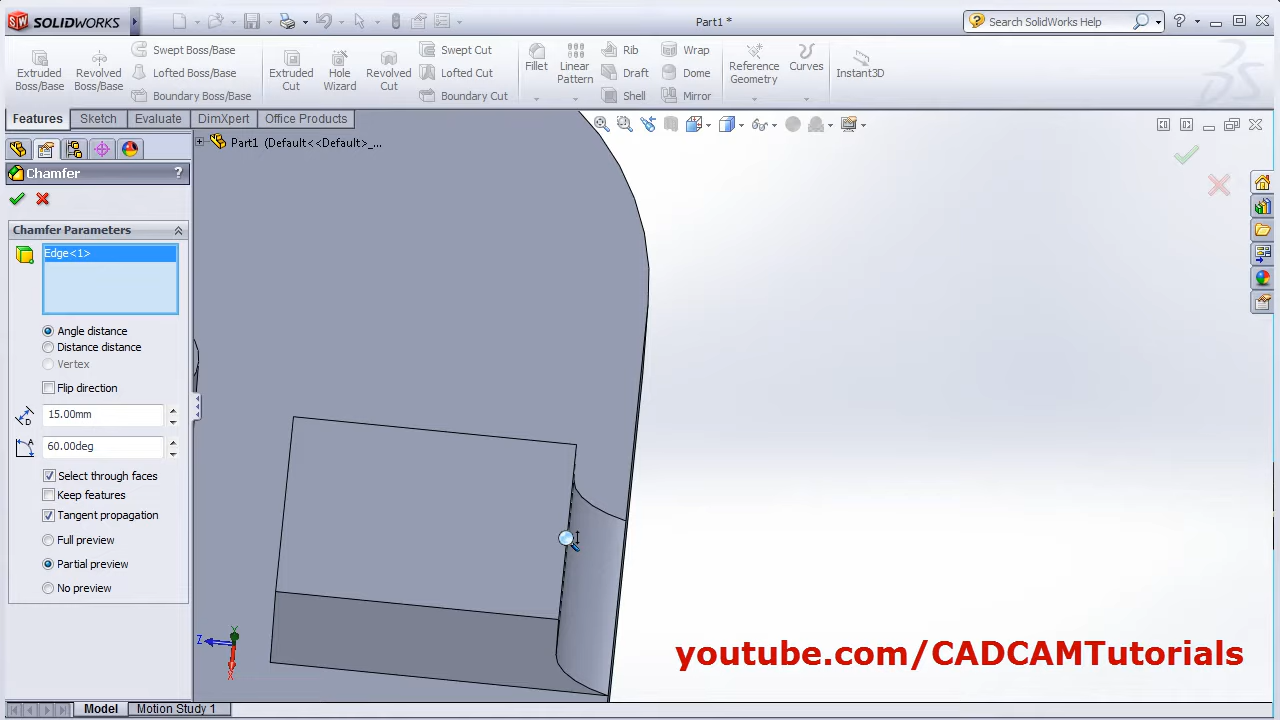 SOLIDWORKS
Part1 *
Search SolidWorks Help
Extruded Boss/Base
Revolved Boss/Base
Swept Boss/Base
Lofted Boss/Base
Boundary Boss/Base
Extruded Cut
Hole Wizard
Revolved Cut
Swept Cut
Lofted Cut
Boundary Cut
Fillet
Linear Pattern
Rib
Draft
Shell
Wrap
Dome
Mirror
Reference Geometry
Curves
Instant3D
Features
Sketch
Evaluate
DimXpert
Office Products
Part1 (Default<<Default>_...
Chamfer
?
Chamfer Parameters
Edge<1>
Angle distance
Distance distance
Vertex
Flip direction
15.00mm
60.00deg
Select through faces
Keep features
Tangent propagation
Full preview
Partial preview
No preview
Y
Z
X
youtube.com/CADCAMTutorials
Model
Motion Study 1